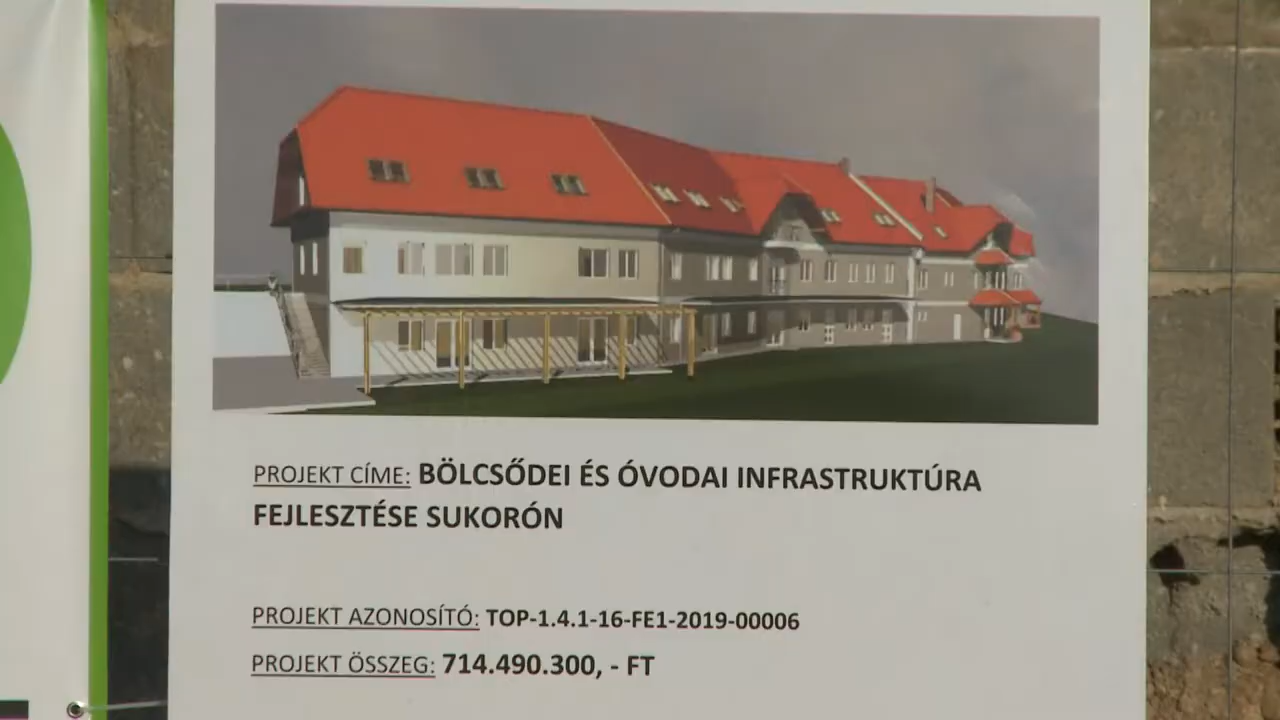 PROJEKT CÍME: BÖLCSŐDEI ÉS ÓVODAI INFRASTRUKTÚRA
FEJLESZTÉSE SUKORÓN
PROJEKT AZONOSÍTÓ: TOP-1.4.1-16-FE1-2019-00006
PROJEKT ÖSSZEG: 714.490.300, - FT